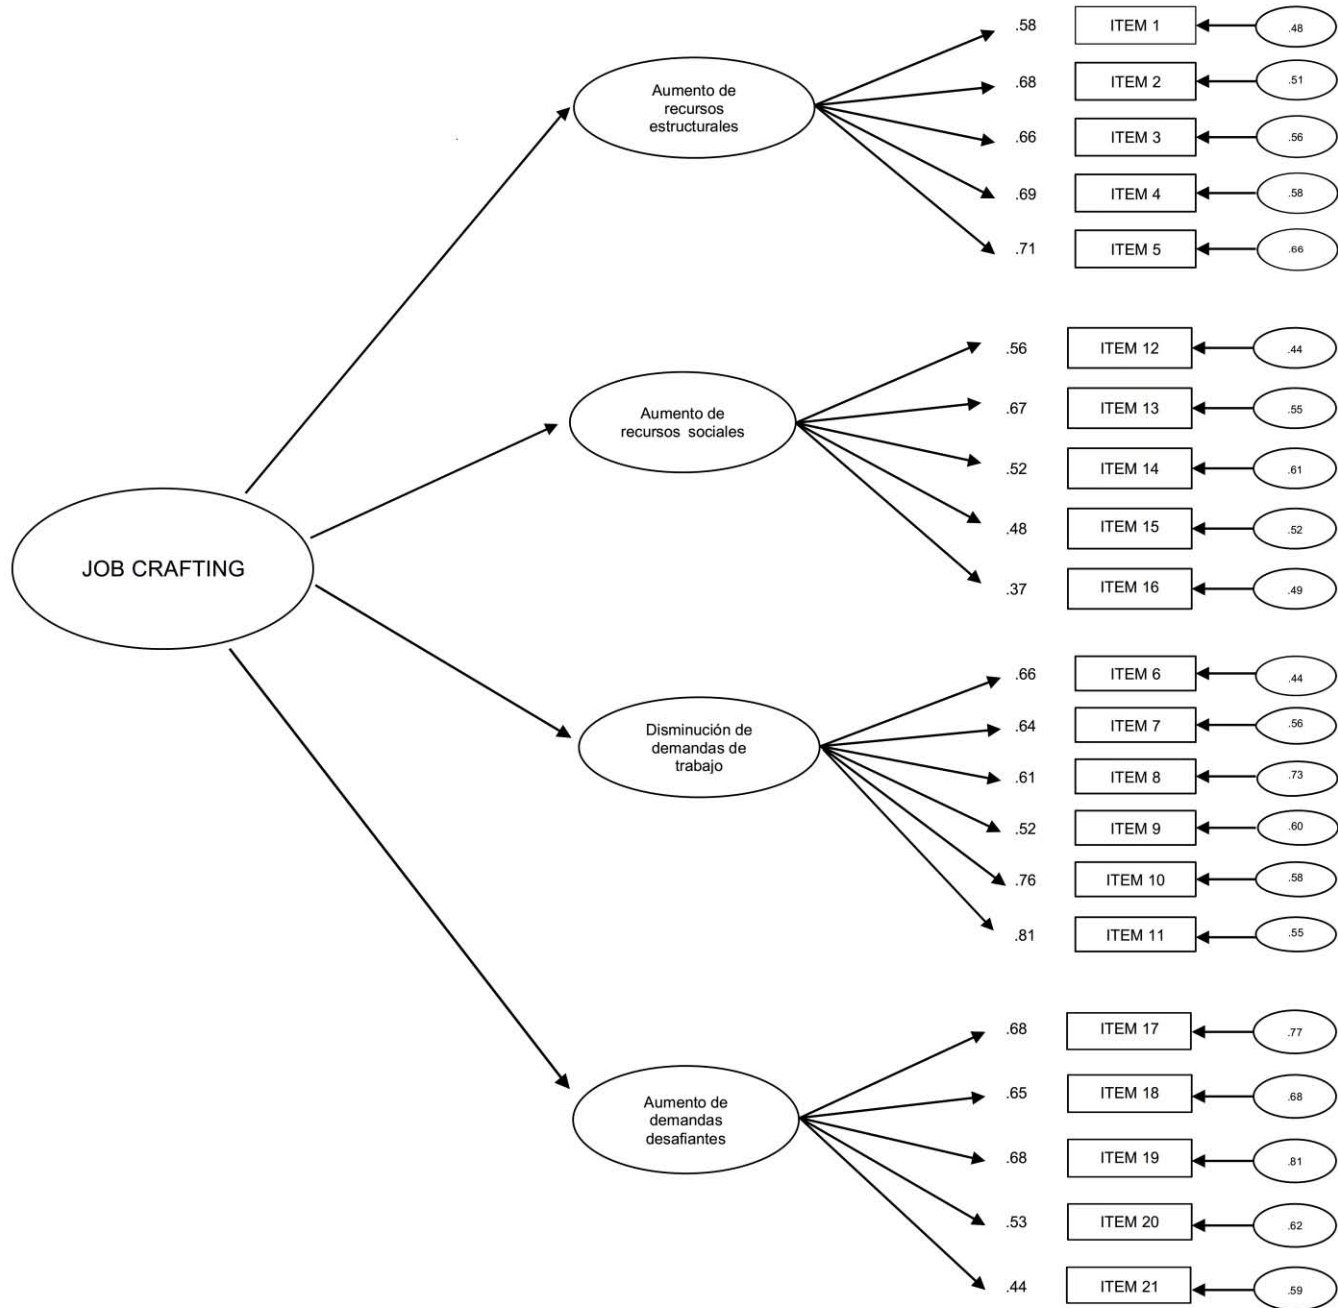 .58 ITEM 1 .48
Aumento de
recursos
estructurales
.68 ITEM 2 .51
.66 ITEM 3 .56
.69 ITEM 4 .58
.71 ITEM 5 .66
.56 ITEM 12 .44
Aumento de
recursos sociales
.67 ITEM 13 .55
.52 ITEM 14 .61
.48 ITEM 15 .52
.37 ITEM 16 .49
JOB CRAFTING
.66 ITEM 6 .44
Disminución de
demandas de
trabajo
.64 ITEM 7 .56
.61 ITEM 8 .73
.52 ITEM 9 .60
.76 ITEM 10 .58
.81 ITEM 11 .55
.68 ITEM 17 .77
Aumento de
demandas
desafiantes
.65 ITEM 18 .68
.68 ITEM 19 .81
.53 ITEM 20 .62
.44 ITEM 21 .59